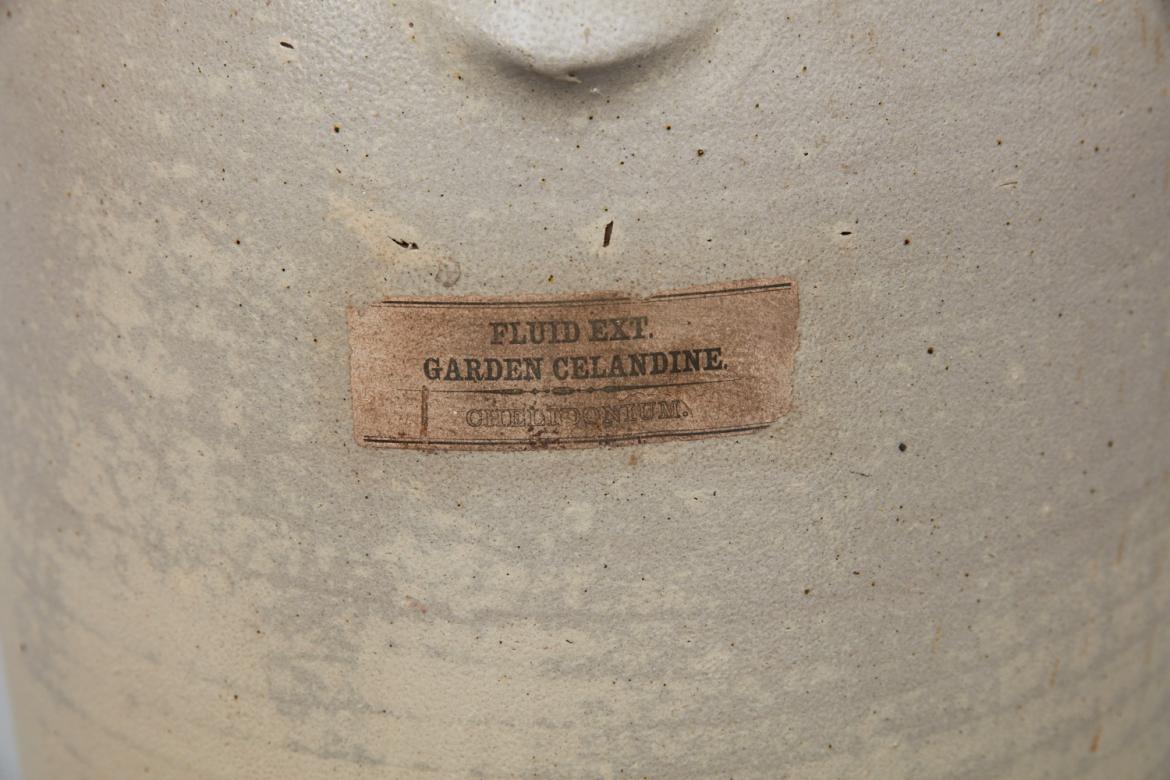 FLUID EXT.
GARDEN CELANDINE.
CHELIDONIUM.